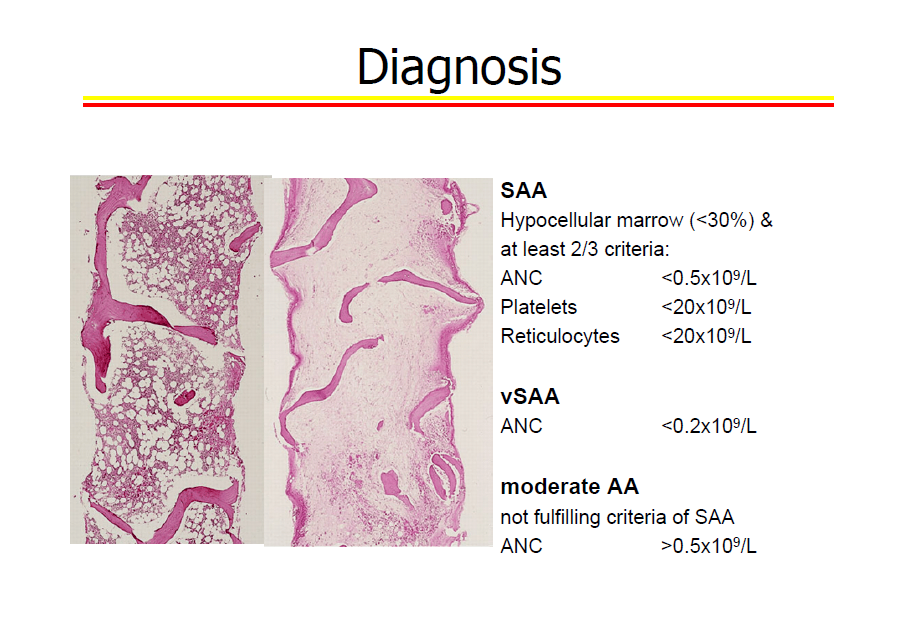 Diagnosis
SAA
Hypocellular marrow (<30%) &
at least 2/3 criteria:
ANC <0.5x10⁹/L
Platelets <20x10⁹/L
Reticulocytes <20x10⁹/L
vSAA
ANC <0.2x10⁹/L
moderate AA
not fulfilling criteria of SAA
ANC >0.5x10⁹/L